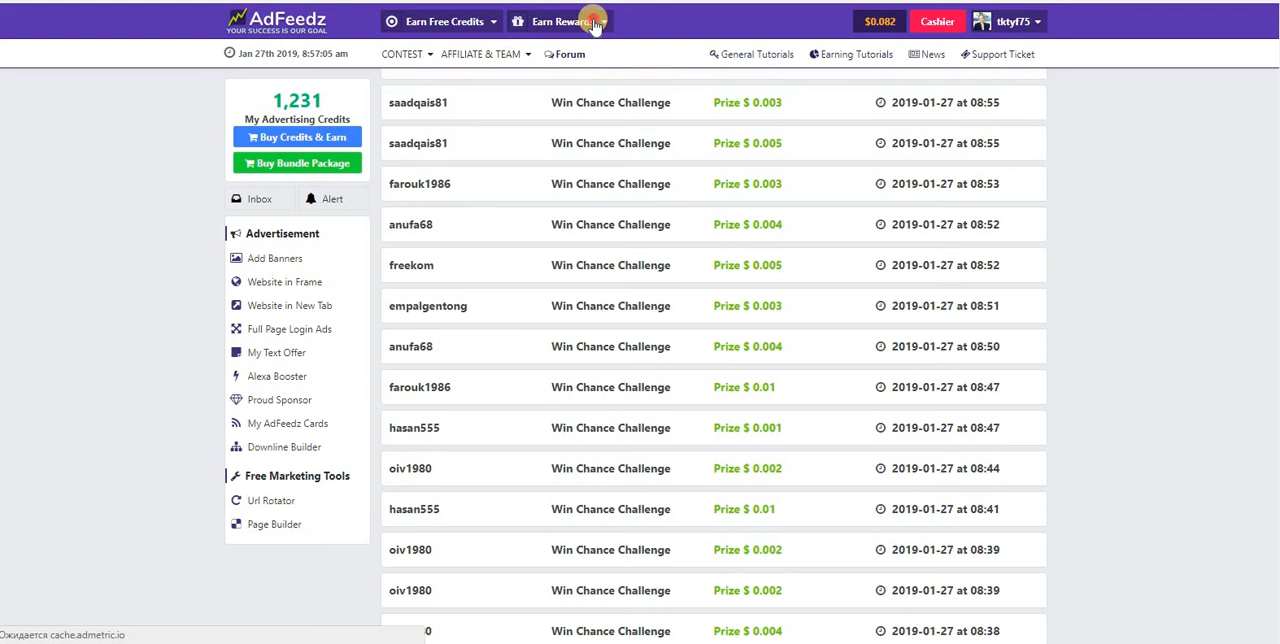 AdFeedz
YOUR SUCCESS IS OUR GOAL
Earn Free Credits
Earn
$0.082
Cashier
tktyf75
Jan 27th 2019, 8:57:05 am
CONTEST
AFFILIATE & TEAM
Forum
General Tutorials
Earning Tutorials
News
Support Ticket
1,231
My Advertising Credits
Buy Credits & Earn
Buy Bundle Package
Inbox
Alert
Advertisement
Add Banners
Website in Frame
Website in New Tab
Full Page Login Ads
My Text Offer
Alexa Booster
Proud Sponsor
My AdFeedz Cards
Downline Builder
Free Marketing Tools
Url Rotator
Page Builder
saadqais81 Win Chance Challenge Prize $ 0.003 2019-01-27 at 08:55
saadqais81 Win Chance Challenge Prize $ 0.005 2019-01-27 at 08:55
farouk1986 Win Chance Challenge Prize $ 0.003 2019-01-27 at 08:53
anufa68 Win Chance Challenge Prize $ 0.004 2019-01-27 at 08:52
freekom Win Chance Challenge Prize $ 0.005 2019-01-27 at 08:52
empalgentong Win Chance Challenge Prize $ 0.003 2019-01-27 at 08:51
anufa68 Win Chance Challenge Prize $ 0.004 2019-01-27 at 08:50
farouk1986 Win Chance Challenge Prize $ 0.01 2019-01-27 at 08:47
hasan555 Win Chance Challenge Prize $ 0.001 2019-01-27 at 08:47
oiv1980 Win Chance Challenge Prize $ 0.002 2019-01-27 at 08:44
hasan555 Win Chance Challenge Prize $ 0.01 2019-01-27 at 08:41
oiv1980 Win Chance Challenge Prize $ 0.002 2019-01-27 at 08:39
oiv1980 Win Chance Challenge Prize $ 0.002 2019-01-27 at 08:39
0 Win Chance Challenge Prize $ 0.004 2019-01-27 at 08:38
Ожидается cache.admetric.io